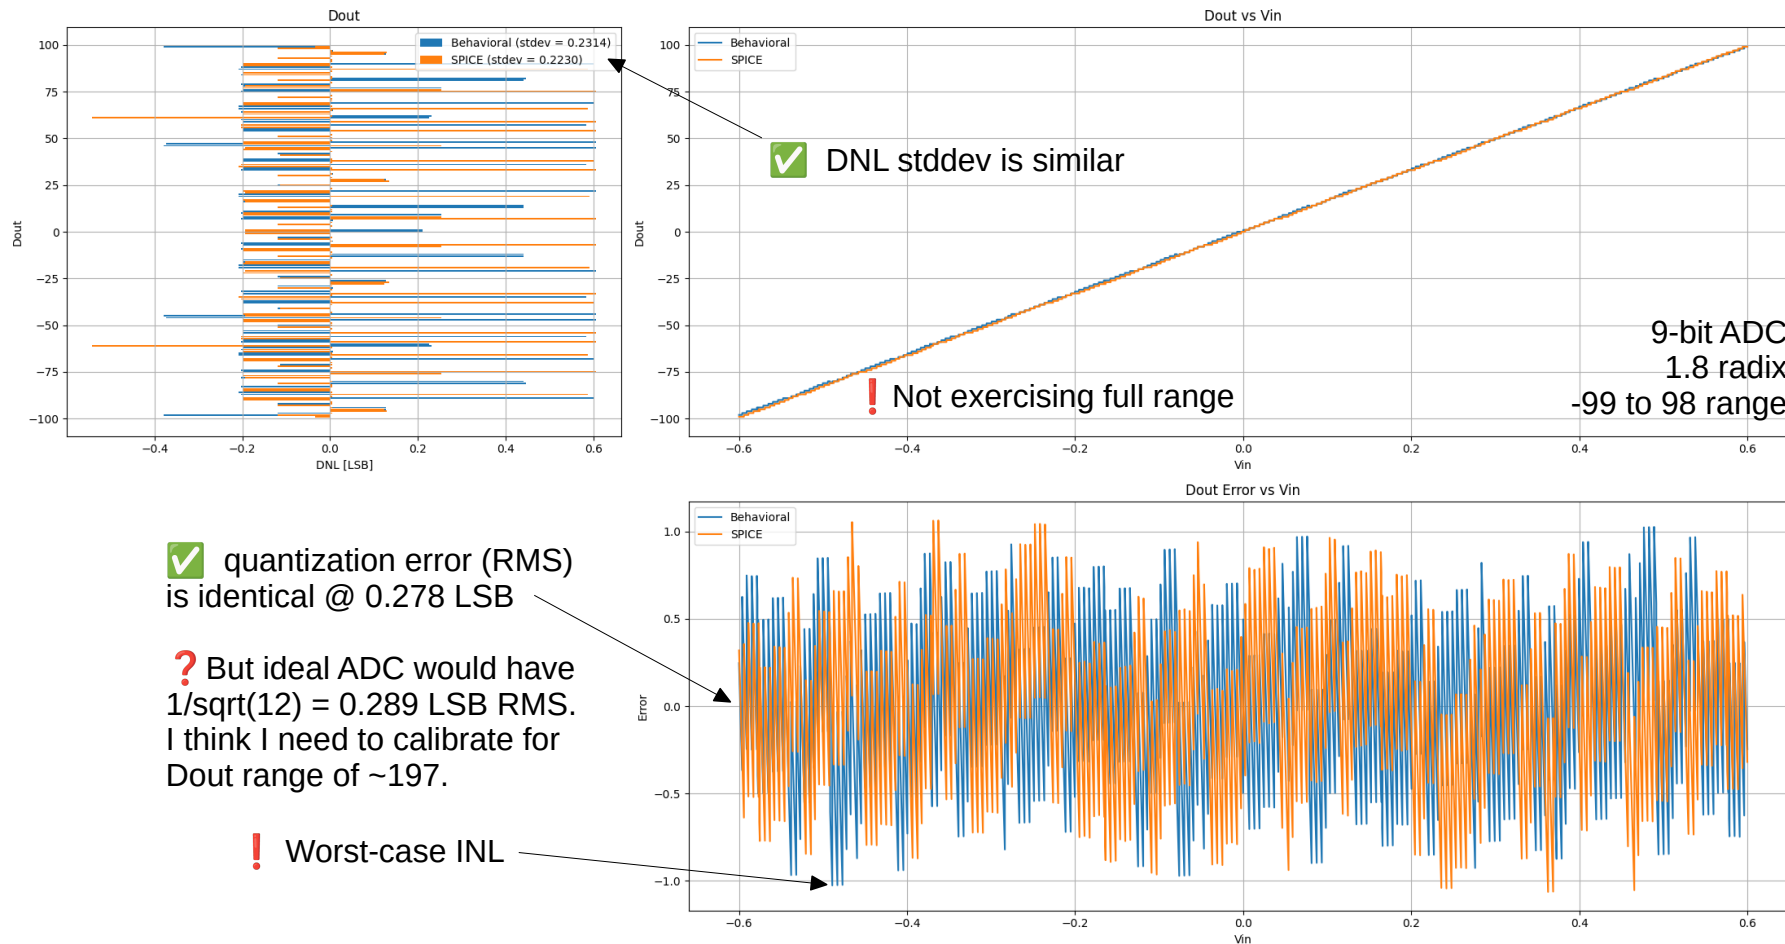 Dout
Behavioral (stdev = 0.2314)
SPICE (stdev = 0.2230)
100
75
50
25
0
−25
−50
−75
−100
Dout
−0.4
−0.2
0.0
0.2
0.4
0.6
DNL [LSB]
Dout vs Vin
Behavioral
SPICE
100
75
50
25
0
−25
−50
−75
−100
Dout
✅ DNL stddev is similar
9-bit ADC
1.8 radix
-99 to 98 range
❗ Not exercising full range
−0.6
−0.4
−0.2
0.0
0.2
0.4
0.6
Vin
✅ quantization error (RMS)
is identical @ 0.278 LSB
❓But ideal ADC would have
1/sqrt(12) = 0.289 LSB RMS.
I think I need to calibrate for
Dout range of ~197.
❗ Worst-case INL
Dout Error vs Vin
Behavioral
SPICE
1.0
0.5
0.0
−0.5
−1.0
Error
−0.6
−0.4
−0.2
0.0
0.2
0.4
0.6
Vin